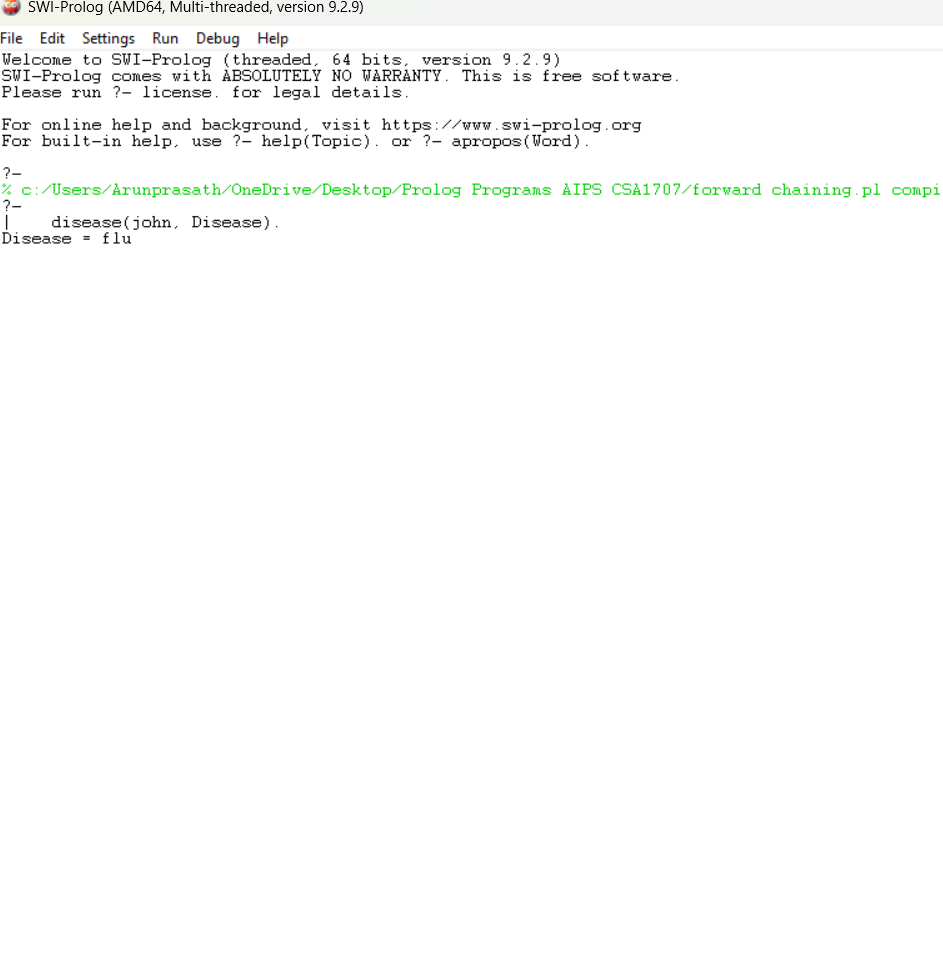 SWI-Prolog (AMD64, Multi-threaded, version 9.2.9)
File Edit Settings Run Debug Help
Welcome to SWI-Prolog (threaded, 64 bits, version 9.2.9)
SWI-Prolog comes with ABSOLUTELY NO WARRANTY. This is free software.
Please run ?- license. for legal details.
For online help and background, visit https://www.swi-prolog.org
For built-in help, use ?- help(Topic). or ?- apropos(Word).
?-
% c:/Users/Arunprasath/OneDrive/Desktop/Prolog Programs AIPS CSA1707/forward chaining.pl compi
?-
| disease(john, Disease).
Disease = flu